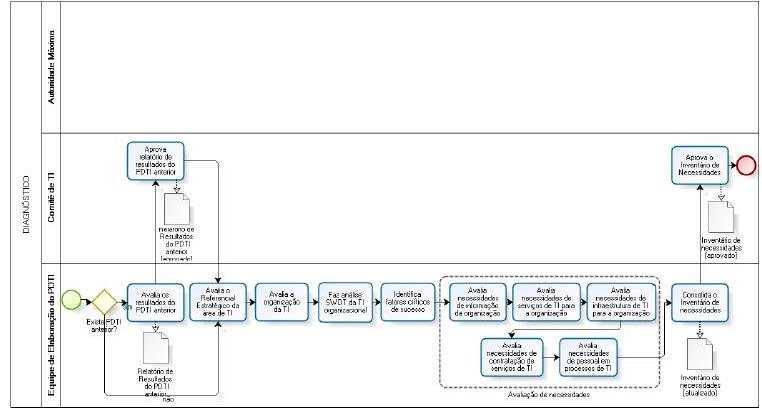 DIAGNÓSTICO
Autoridade Máxima
Comitê de TI
Equipe de Elaboração do PDTI
Aprova
relatório de
resultados do
PDTI anterior
Relatório de
Resultados
do PDTI
anterior
[aprovado]
Aprova o
Inventário de
Necessidades
Inventário de
necessidades
[aprovado]
Existe PDTI
anterior?
sim
não
Avalia os
resultados do
PDTI anterior
Relatório de
Resultados
do PDTI
anterior
Avalia o
Referencial
Estratégico da
área de TI
Avalia a
organização
da TI
Faz análise
SWOT da TI
organizacional
Identifica
fatores críticos
de sucesso
Avalia
necessidades
de informação
da organização
Avalia
necessidades de
serviços de TI para
a organização
Avalia
necessidades de
infraestrutura de TI
para a organização
Avalia
necessidades de
contratação de
serviços de TI
Avalia
necessidades
de pessoal em
processos de TI
Avaliação de necessidades
Consolida o
Inventário de
necessidades
Inventário de
necessidades
[atualizado]